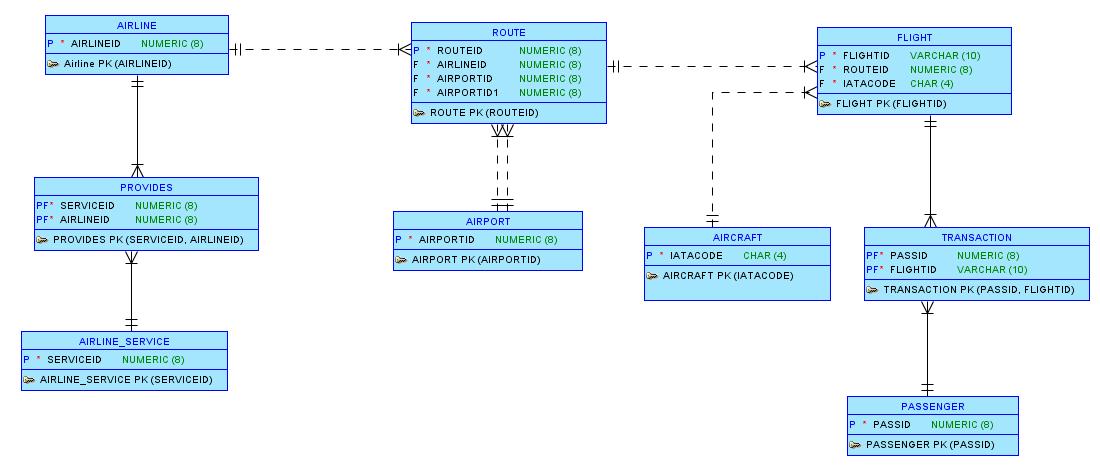 AIRLINE
P * AIRLINEID NUMERIC (8)
Airline PK (AIRLINEID)
ROUTE
P * ROUTEID NUMERIC (8)
F * AIRLINEID NUMERIC (8)
F * AIRPORTID NUMERIC (8)
F * AIRPORTID1 NUMERIC (8)
ROUTE PK (ROUTEID)
FLIGHT
P * FLIGHTID VARCHAR (10)
F * ROUTEID NUMERIC (8)
F * IATACODE CHAR (4)
FLIGHT PK (FLIGHTID)
PROVIDES
PF* SERVICEID NUMERIC (8)
PF* AIRLINEID NUMERIC (8)
PROVIDES PK (SERVICEID, AIRLINEID)
AIRPORT
P * AIRPORTID NUMERIC (8)
AIRPORT PK (AIRPORTID)
AIRCRAFT
P * IATACODE CHAR (4)
AIRCRAFT PK (IATACODE)
TRANSACTION
PF* PASSID NUMERIC (8)
PF* FLIGHTID VARCHAR (10)
TRANSACTION PK (PASSID, FLIGHTID)
AIRLINE_SERVICE
P * SERVICEID NUMERIC (8)
AIRLINE_SERVICE PK (SERVICEID)
PASSENGER
P * PASSID NUMERIC (8)
PASSENGER PK (PASSID)